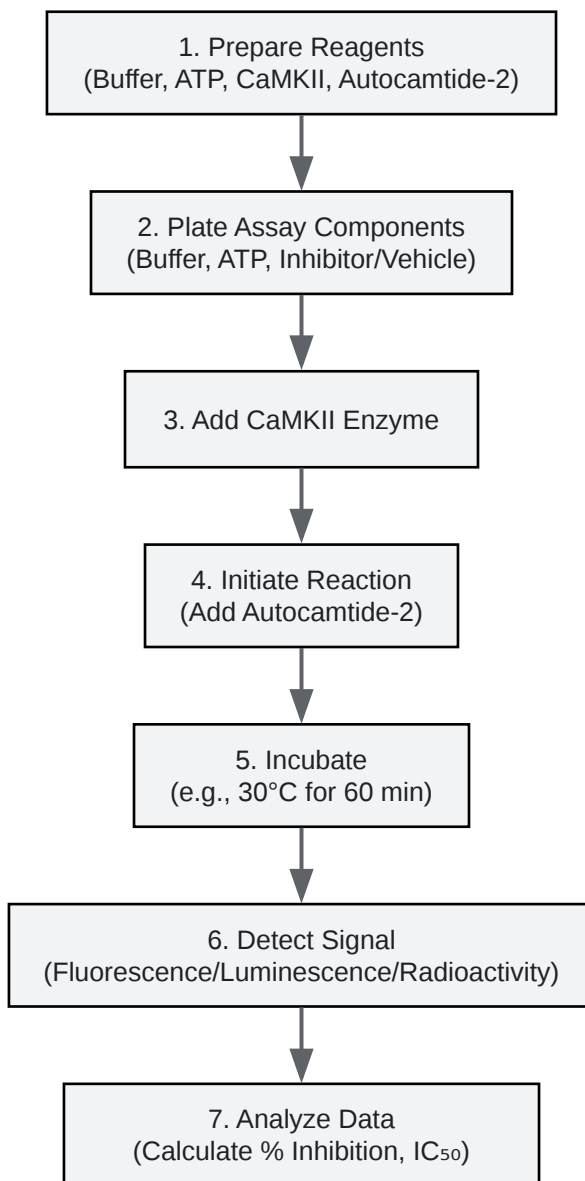 1. Prepare Reagents
(Buffer, ATP, CaMKII, Autocamtide-2)
2. Plate Assay Components
(Buffer, ATP, Inhibitor/Vehicle)
3. Add CaMKII Enzyme
4. Initiate Reaction
(Add Autocamtide-2)
5. Incubate
(e.g., 30°C for 60 min)
6. Detect Signal
(Fluorescence/Luminescence/Radioactivity)
7. Analyze Data
(Calculate % Inhibition, IC₅₀)